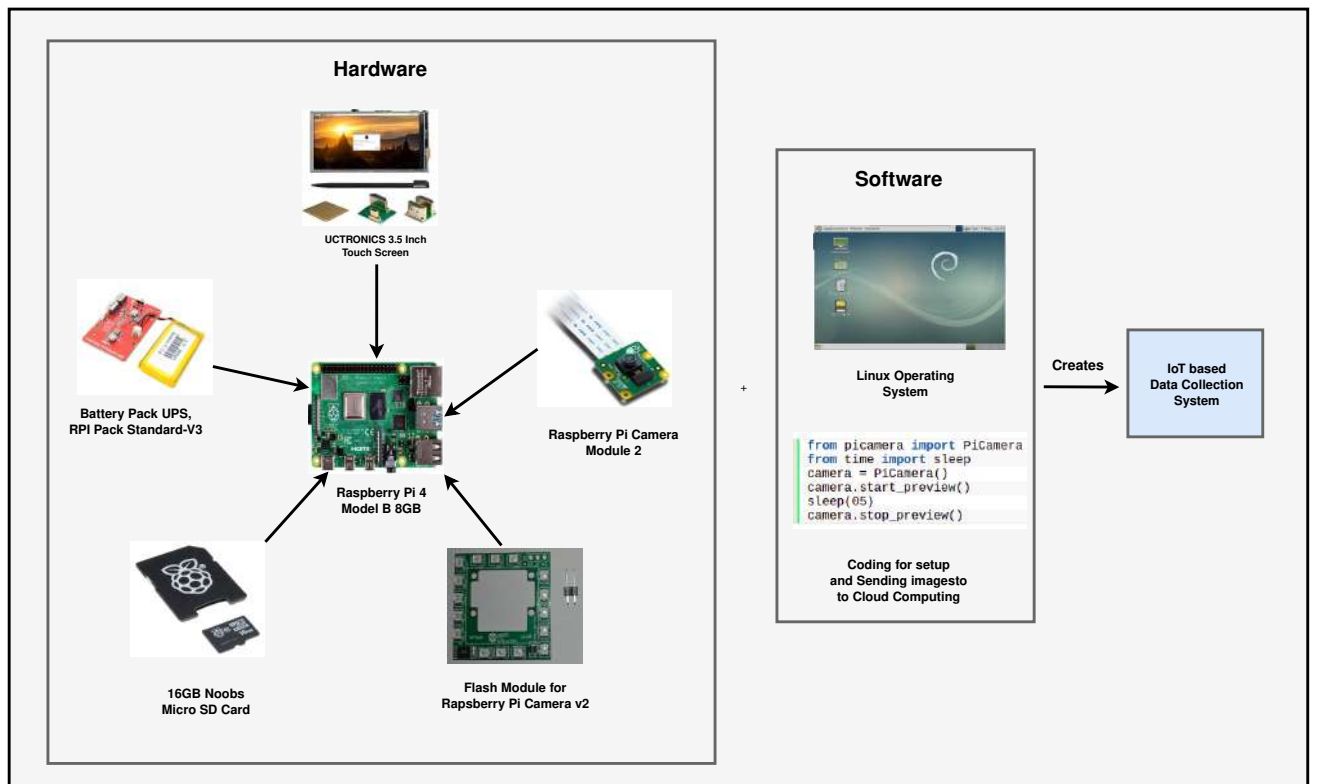 Hardware
UCTRONICS 3.5 Inch
Touch Screen
Battery Pack UPS,
RPI Pack Standard-V3
Raspberry Pi Camera
Module 2
Raspberry Pi 4
Model B 8GB
16GB Noobs
Micro SD Card
Flash Module for
Rapsberry Pi Camera v2
+
Software
Linux Operating
System
from picamera import PiCamera
from time import sleep
camera = PiCamera()
camera.start_preview()
sleep(05)
camera.stop_preview()
Coding for setup
and Sending imagesto
to Cloud Computing
Creates
IoT based
Data Collection
System